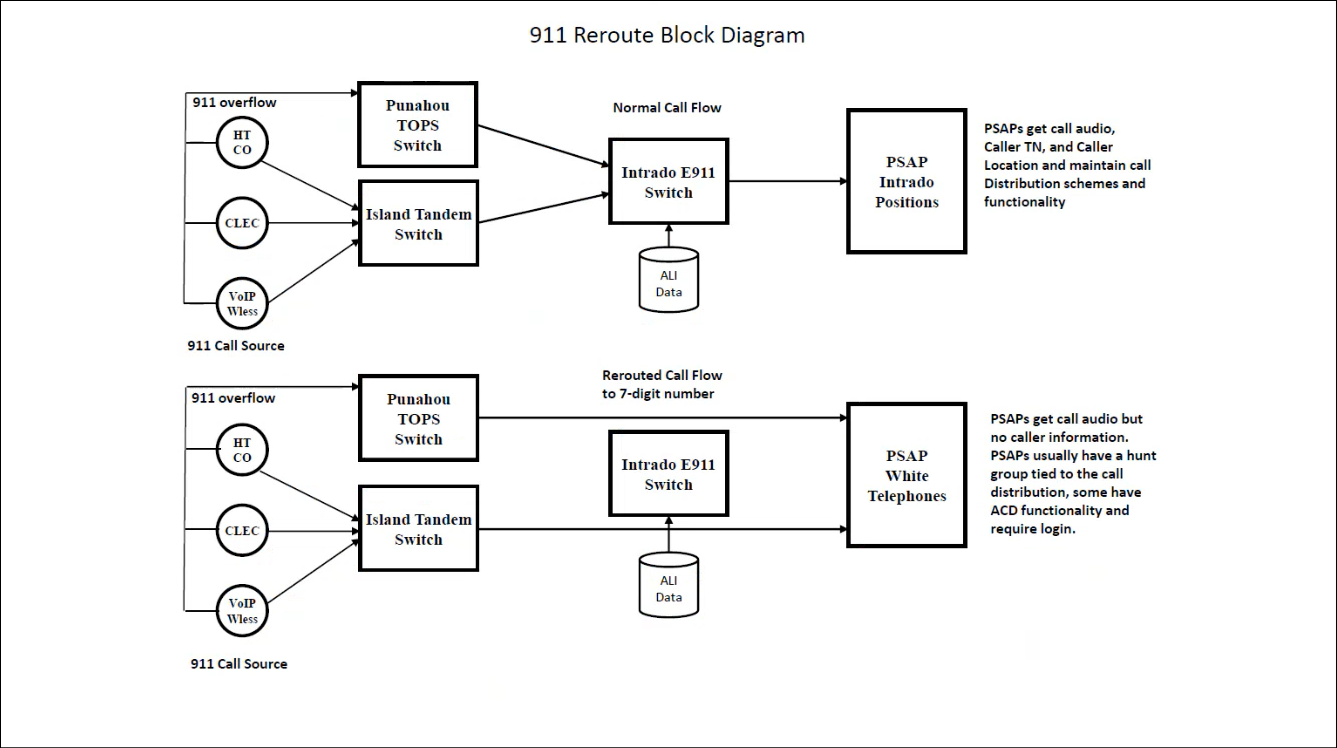 911 Reroute Block Diagram
911 overflow
HT
CO
CLEC
VoIP
Wless
911 Call Source
Punahou
TOPS
Switch
Island Tandem
Switch
Normal Call Flow
Intrado E911
Switch
ALI
Data
PSAP
Intrado
Positions
PSAPs get call audio,
Caller TN, and Caller
Location and maintain call
Distribution schemes and
functionality
911 overflow
HT
CO
CLEC
VoIP
Wless
911 Call Source
Punahou
TOPS
Switch
Island Tandem
Switch
Rerouted Call Flow
to 7-digit number
Intrado E911
Switch
ALI
Data
PSAP
White
Telephones
PSAPs get call audio but
no caller information.
PSAPs usually have a hunt
group tied to the call
distribution, some have
ACD functionality and
require login.